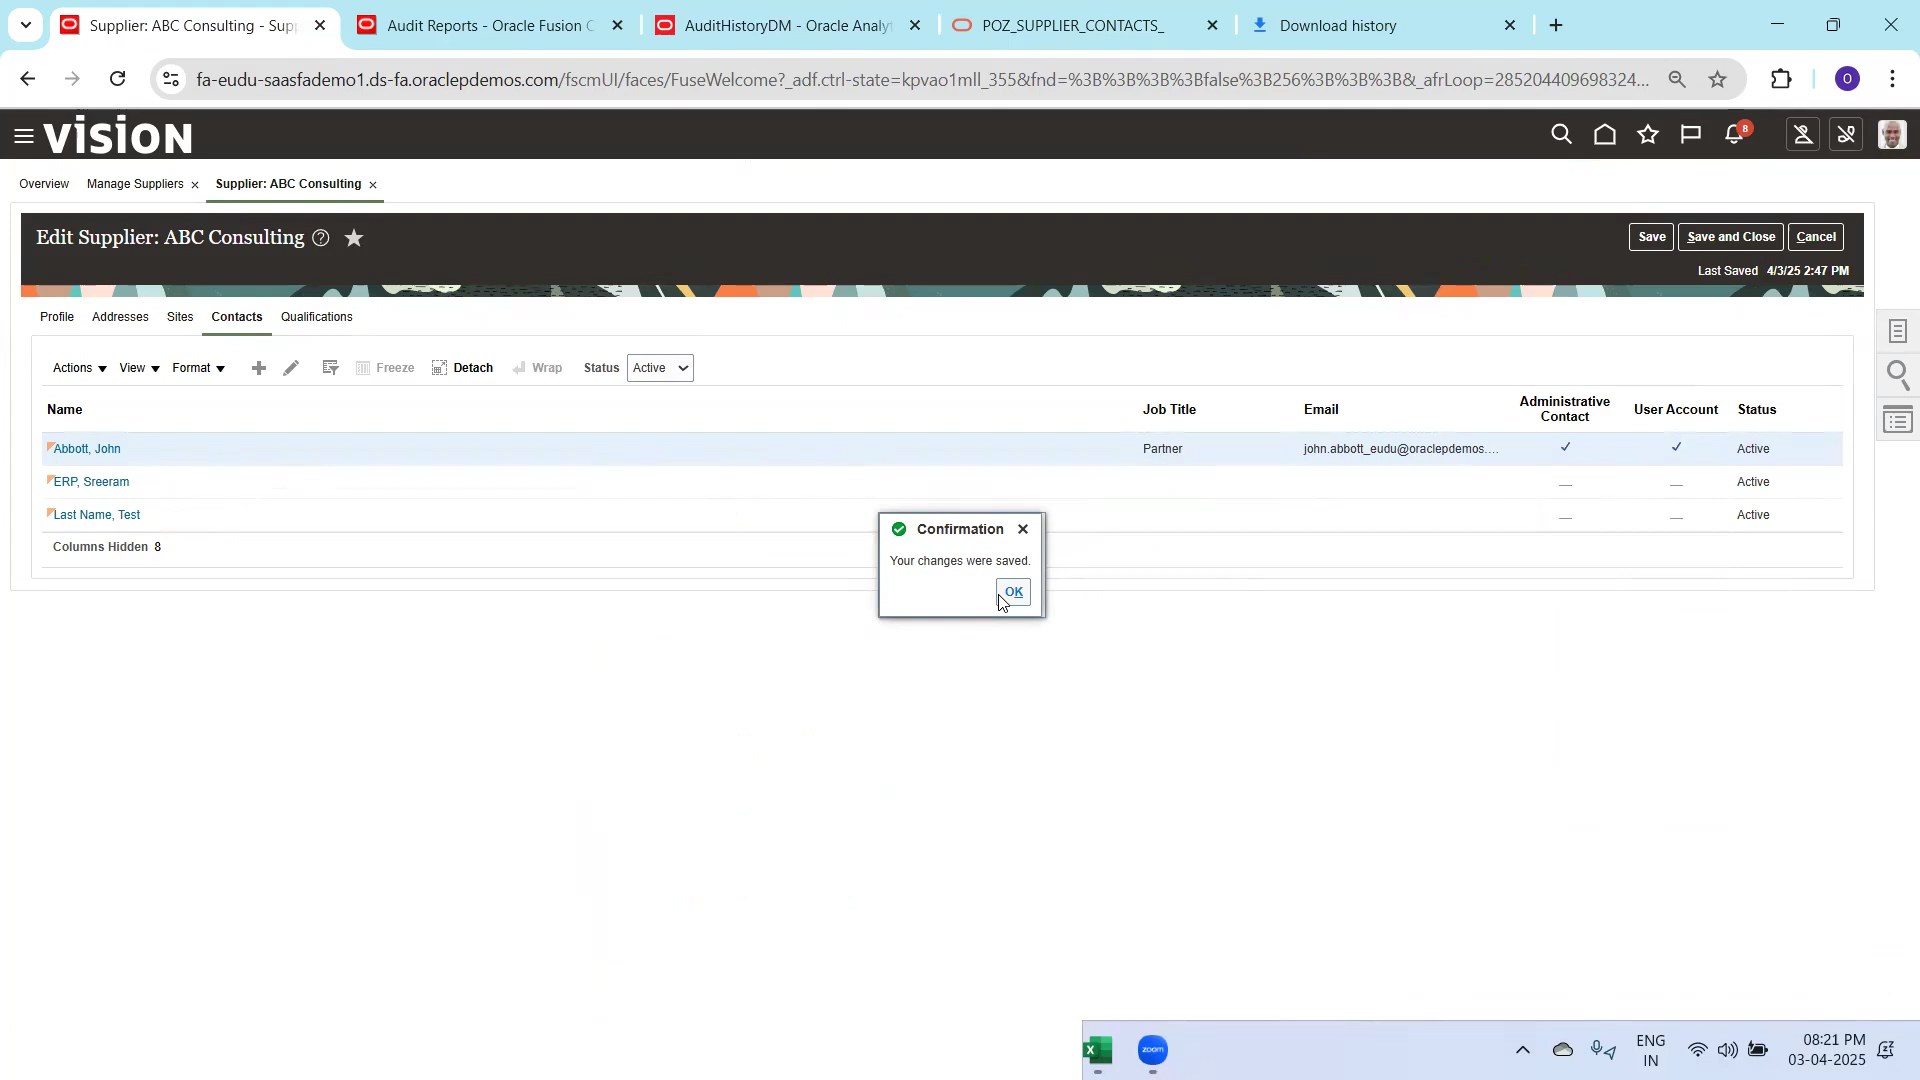 Supplier: ABC Consulting - Sup
Audit Reports - Oracle Fusion C
AuditHistoryDM - Oracle Analyt
POZ_SUPPLIER_CONTACTS_
Download history
fa-eudu-saasfademo1.ds-fa.oraclepdemos.com/fscmUI/faces/FuseWelcome?_adf.ctrl-state=kpvao1mll_355&fnd=%3B%3B%3B%3Bfalse%3B256%3B%3B%3B&_afrLoop=285204409698324...
O
VISION
8
Overview
Manage Suppliers
Supplier: ABC Consulting
Edit Supplier: ABC Consulting
Save
Save and Close
Cancel
Last Saved 4/3/25 2:47 PM
Profile
Addresses
Sites
Contacts
Qualifications
Actions
View
Format
Freeze
Detach
Wrap
Status
Active
Name
Job Title
Email
Administrative
Contact
User Account
Status
Abbott, John
Partner
john.abbott_eudu@oraclepdemos....
Active
ERP, Sreeram
Active
Last Name, Test
Active
Columns Hidden 8
Confirmation
Your changes were saved.
OK
zoom
ENG
IN
08:21 PM
03-04-2025